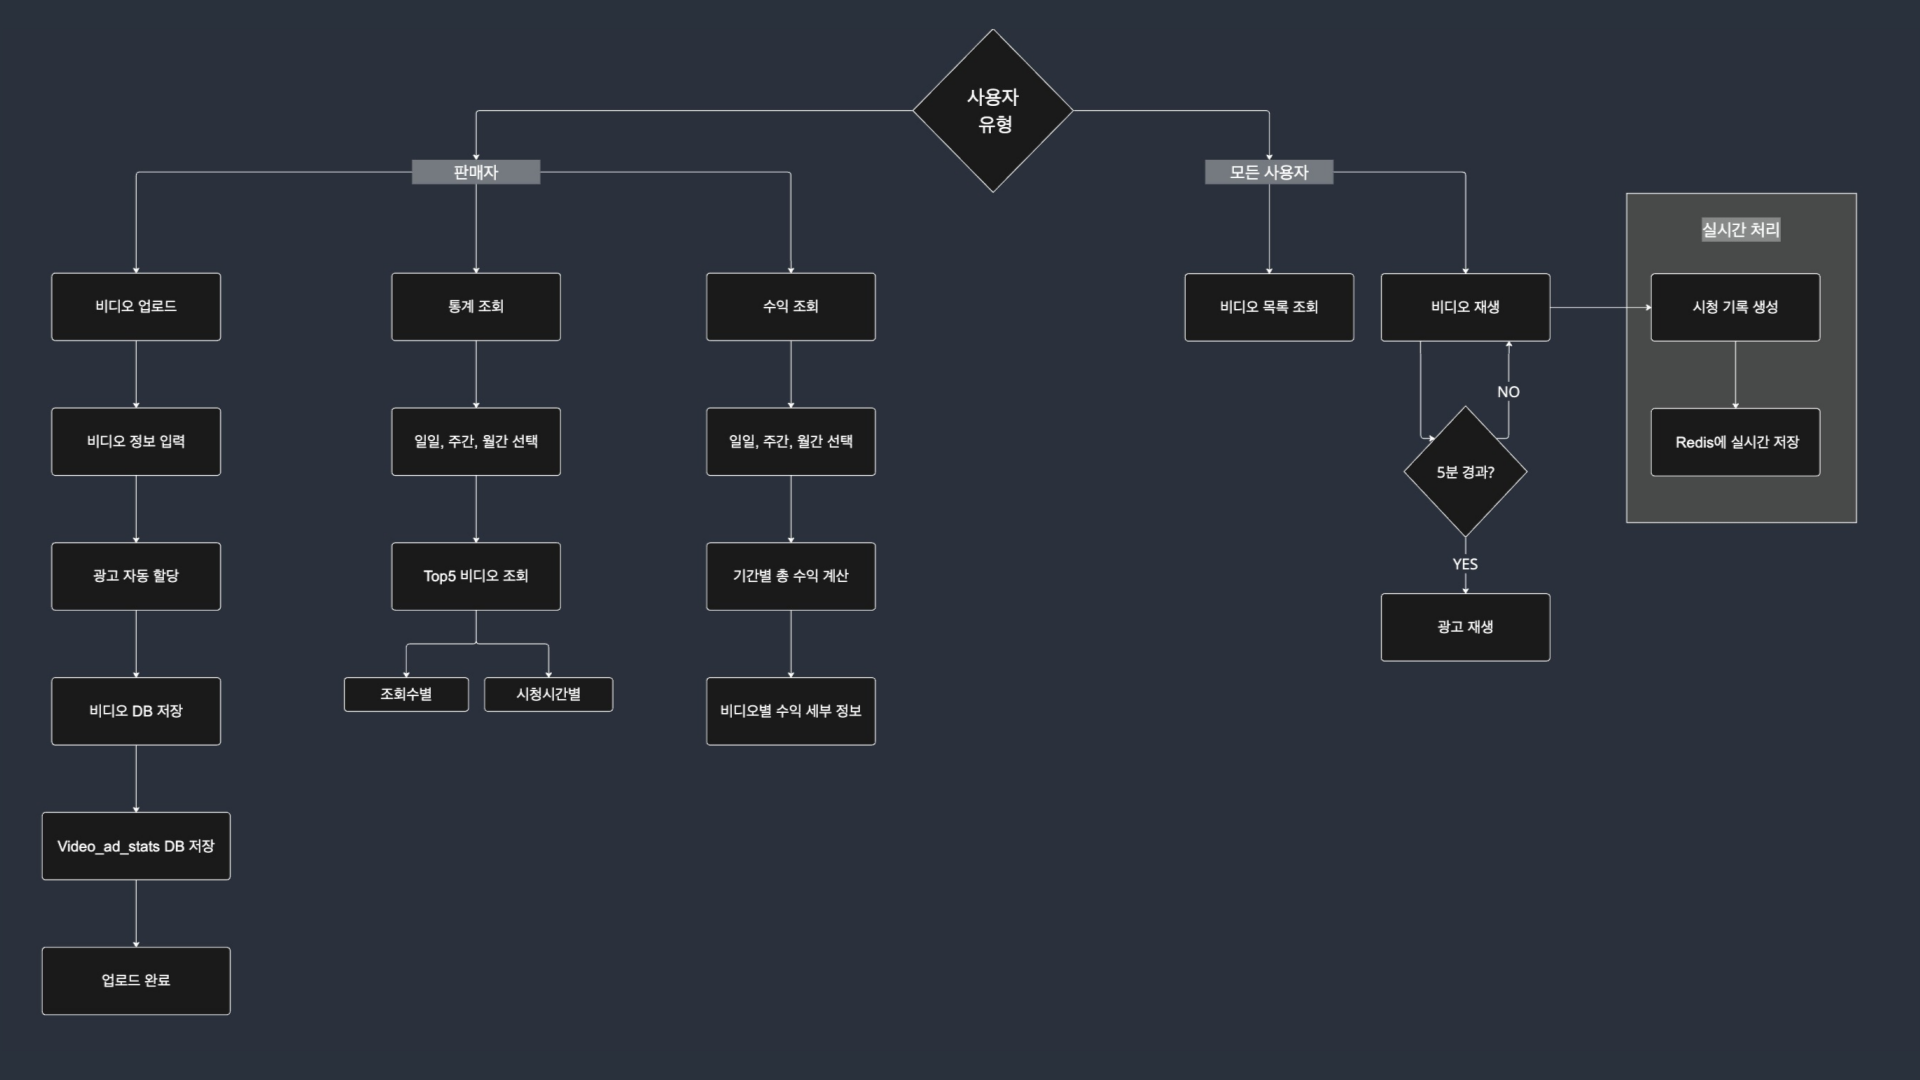 사용자
유형
판매자
모든 사용자
실시간 처리
비디오 업로드
통계 조회
수익 조회
비디오 목록 조회
비디오 재생
시청 기록 생성
NO
비디오 정보 입력
일일, 주간, 월간 선택
일일, 주간, 월간 선택
Redis에 실시간 저장
5분 경과?
YES
광고 자동 할당
Top5 비디오 조회
기간별 총 수익 계산
광고 재생
조회수별
시청시간별
비디오 DB 저장
비디오별 수익 세부 정보
Video_ad_stats DB 저장
업로드 완료